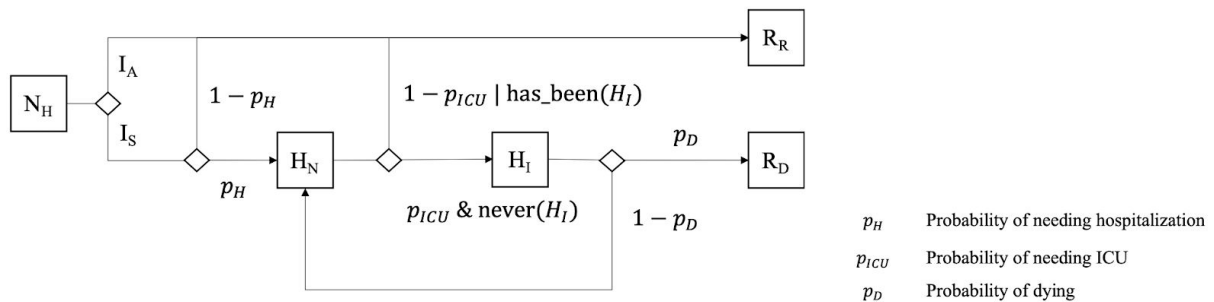 R_R
I_A
N_H
1 − p_H
1 − p_ICU | has_been(H_I)
I_S
H_N
H_I
p_D
R_D
p_H
p_ICU & never(H_I)
1 − p_D
p_H Probability of needing hospitalization
p_ICU Probability of needing ICU
p_D Probability of dying